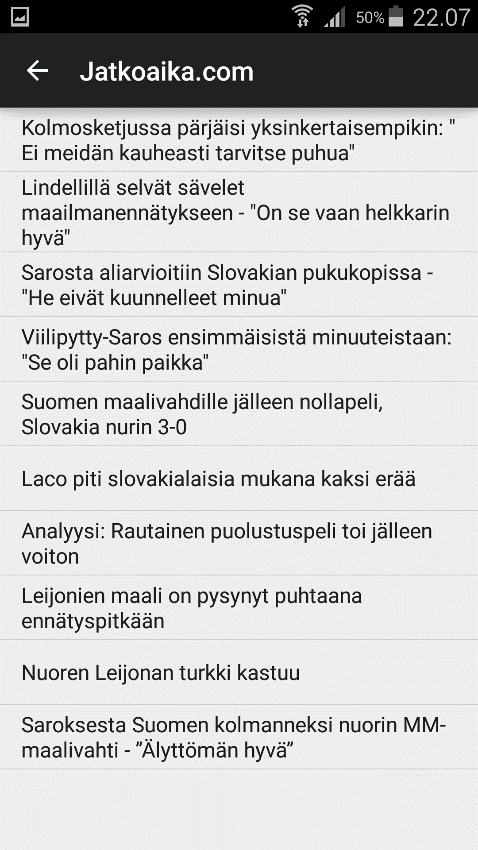 50% 22.07
Jatkoaika.com
Kolmosketjussa pärjäisi yksinkertaisempikin: "
Ei meidän kauheasti tarvitse puhua"
Lindellillä selvät sävelet
maailmanennätykseen - "On se vaan helkkarin
hyvä"
Sarosta aliarvioitiin Slovakian pukukopissa -
"He eivät kuunnelleet minua"
Viilipytty-Saros ensimmäisistä minuuteistaan:
"Se oli pahin paikka"
Suomen maalivahdille jälleen nollapeli,
Slovakia nurin 3-0
Laco piti slovakialaisia mukana kaksi erää
Analyysi: Rautainen puolustuspeli toi jälleen
voiton
Leijonien maali on pysynyt puhtaana
ennätyspitkään
Nuoren Leijonan turkki kastuu
Saroksesta Suomen kolmanneksi nuorin MM-
maalivahti - ”Älyttömän hyvä”